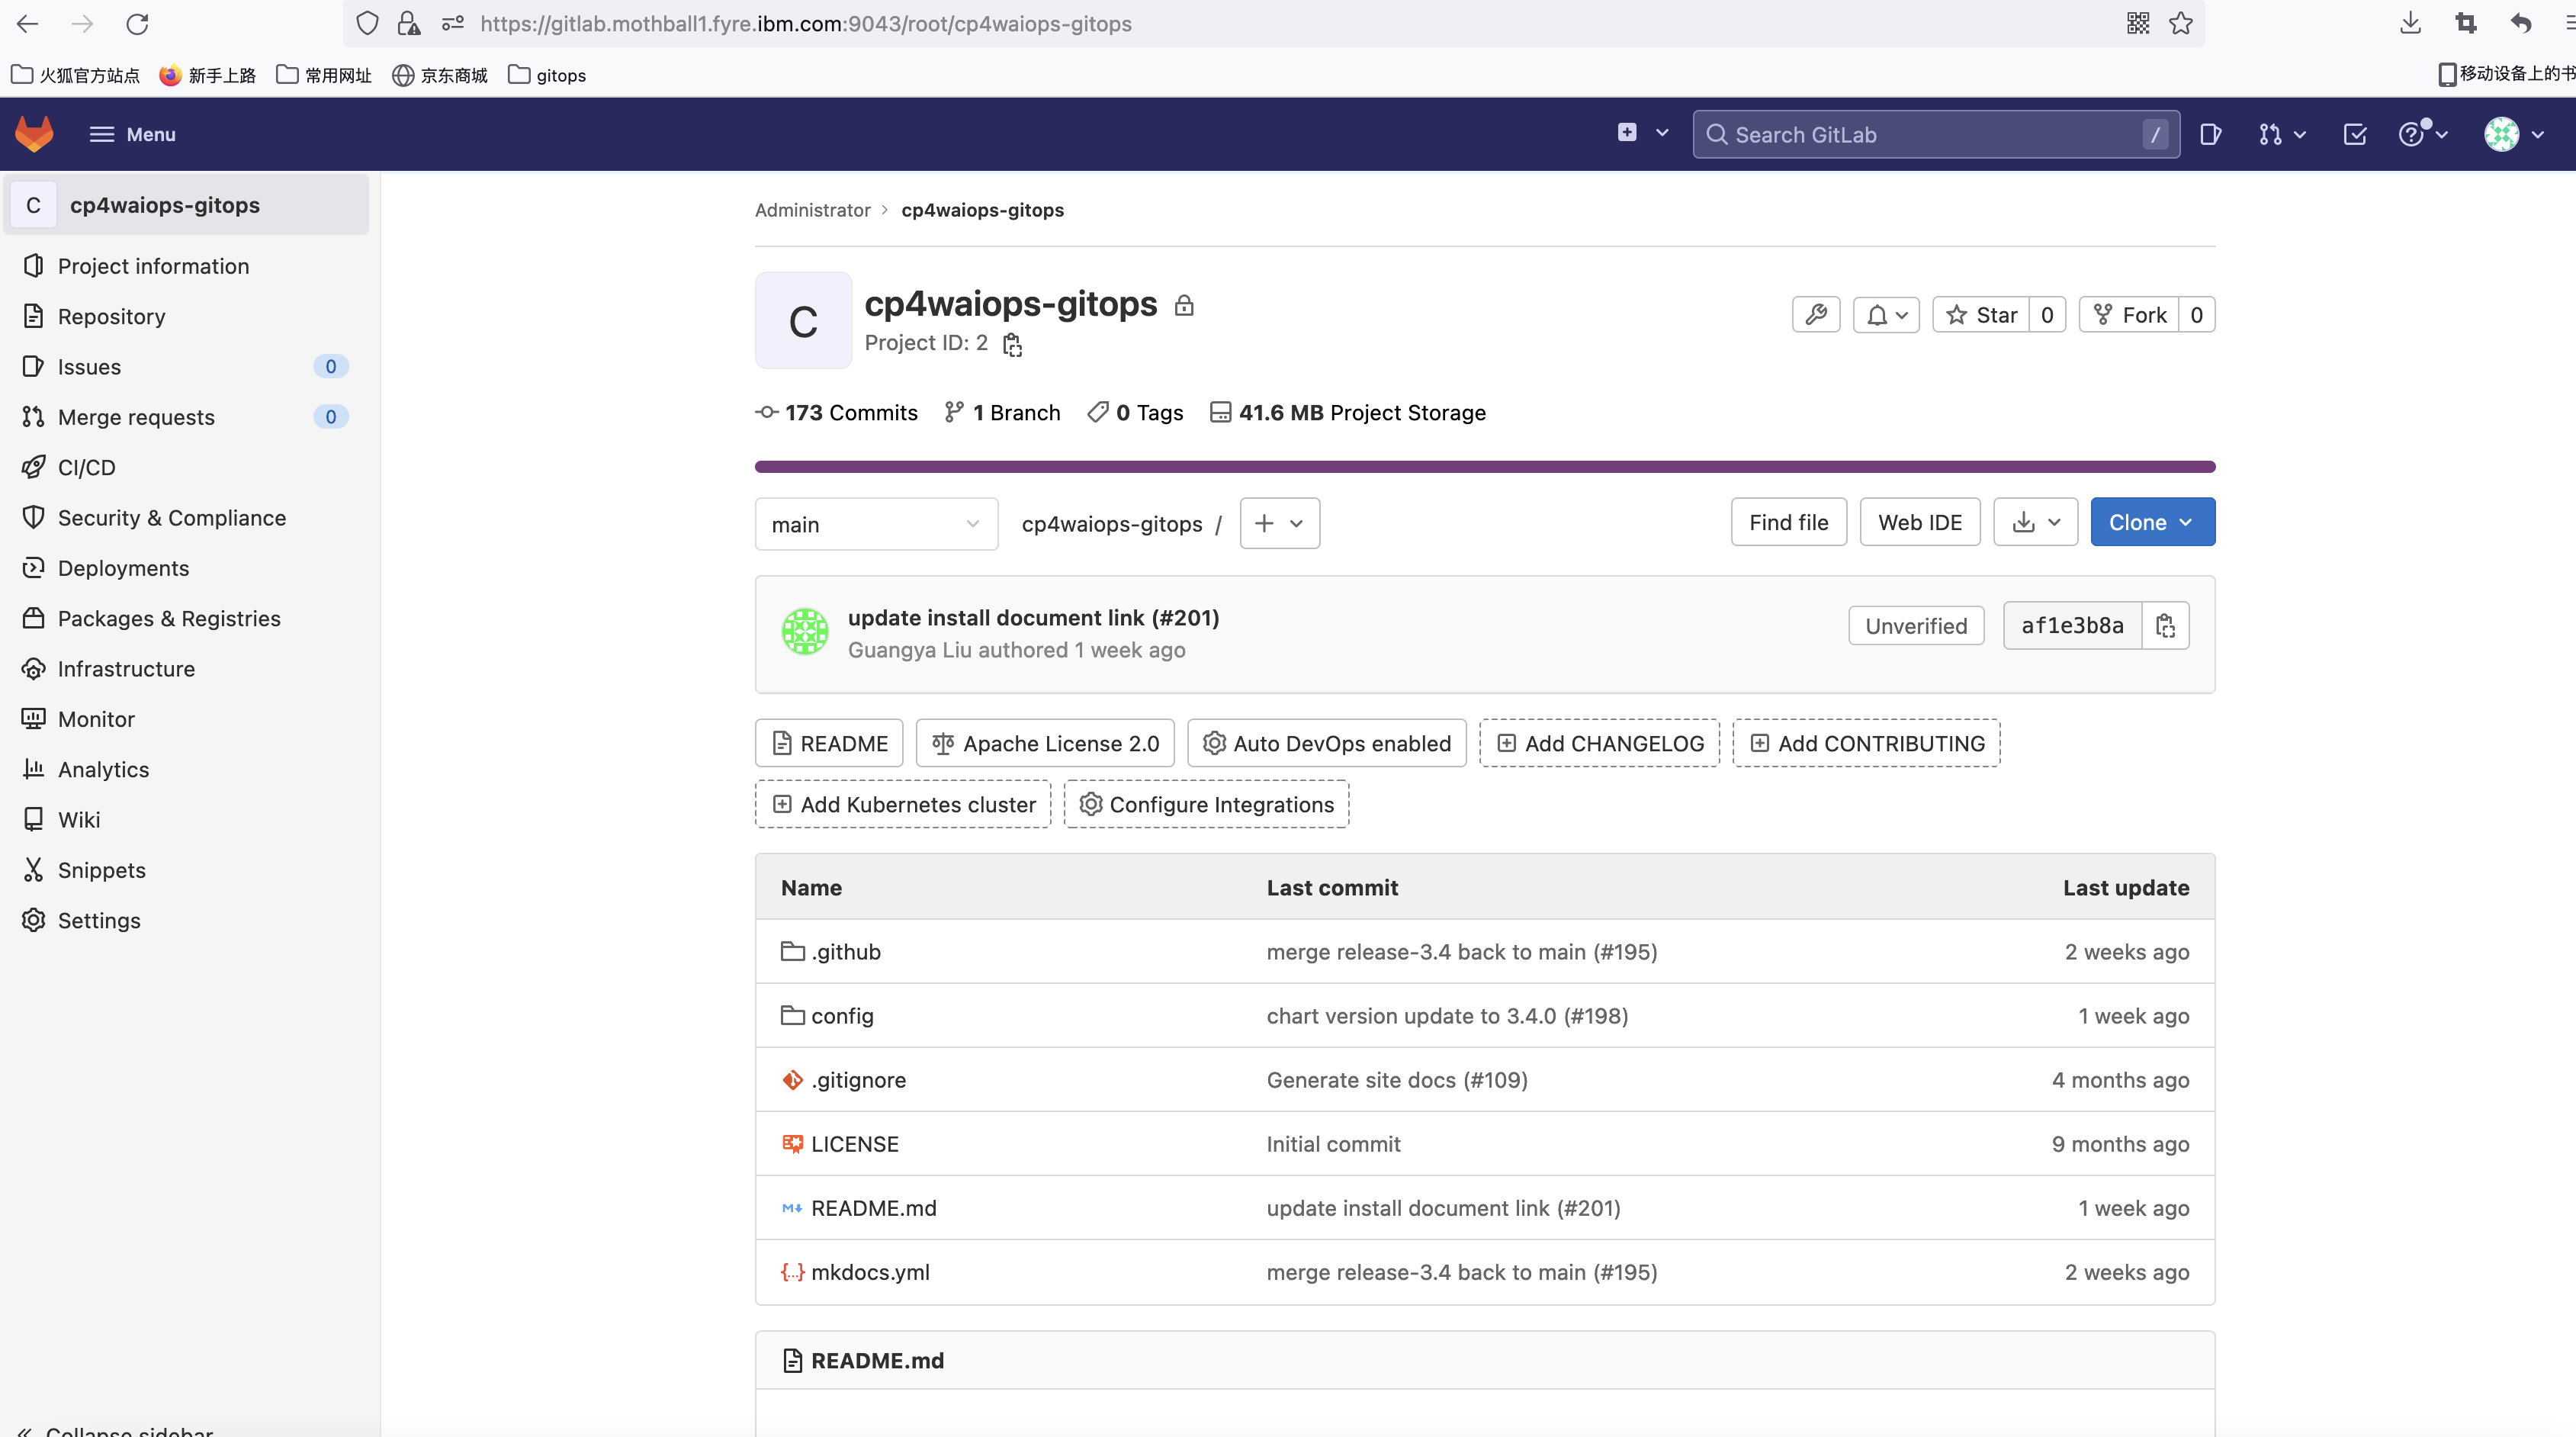 https://gitlab.mothball1.fyre.ibm.com:9043/root/cp4waiops-gitops
火狐官方站点 新手上路 常用网址 京东商城 gitops 移动设备上的书
Menu Search GitLab /
C cp4waiops-gitops
Project information
Repository
Issues 0
Merge requests 0
CI/CD
Security & Compliance
Deployments
Packages & Registries
Infrastructure
Monitor
Analytics
Wiki
Snippets
Settings
Collapse sidebar
Administrator > cp4waiops-gitops
C
cp4waiops-gitops
Project ID: 2
Star 0 Fork 0
173 Commits 1 Branch 0 Tags 41.6 MB Project Storage
main cp4waiops-gitops / + Find file Web IDE Clone
update install document link (#201)
Guangya Liu authored 1 week ago
Unverified af1e3b8a
README Apache License 2.0 Auto DevOps enabled Add CHANGELOG Add CONTRIBUTING
Add Kubernetes cluster Configure Integrations
Name Last commit Last update
.github merge release-3.4 back to main (#195) 2 weeks ago
config chart version update to 3.4.0 (#198) 1 week ago
.gitignore Generate site docs (#109) 4 months ago
LICENSE Initial commit 9 months ago
README.md update install document link (#201) 1 week ago
mkdocs.yml merge release-3.4 back to main (#195) 2 weeks ago
README.md